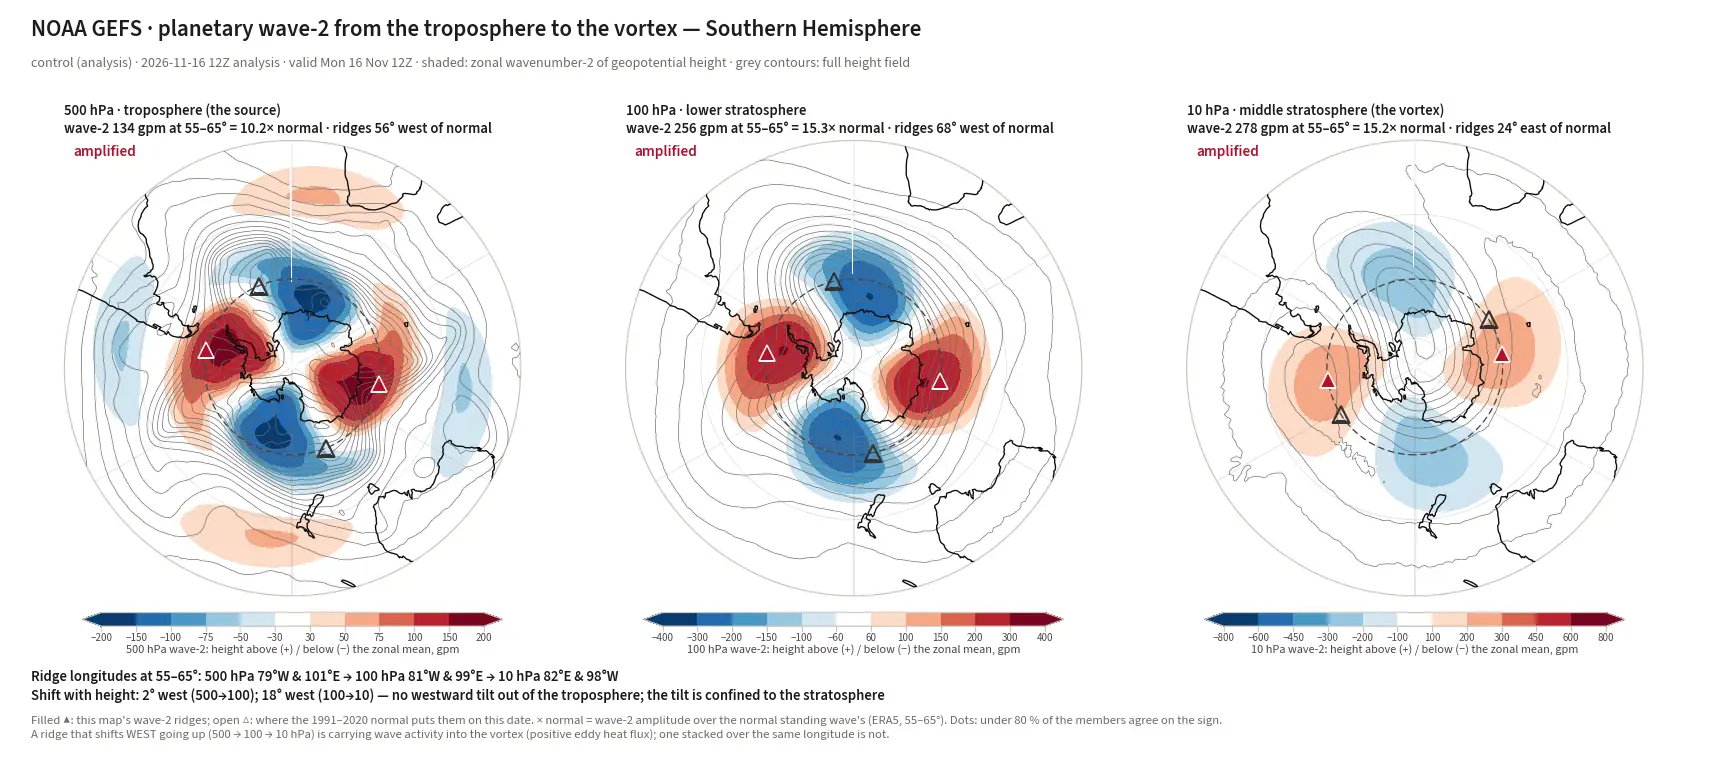 NOAA GEFS · planetary wave-2 from the troposphere to the vortex — Southern Hemisphere
control (analysis) · 2026-11-16 12Z analysis · valid Mon 16 Nov 12Z · shaded: zonal wavenumber-2 of geopotential height · grey contours: full height field
500 hPa · troposphere (the source)
wave-2 134 gpm at 55–65° = 10.2× normal · ridges 56° west of normal
amplified
100 hPa · lower stratosphere
wave-2 256 gpm at 55–65° = 15.3× normal · ridges 68° west of normal
amplified
10 hPa · middle stratosphere (the vortex)
wave-2 278 gpm at 55–65° = 15.2× normal · ridges 24° east of normal
amplified
−200 −150 −100 −75 −50 −30 30 50 75 100 150 200
500 hPa wave-2: height above (+) / below (−) the zonal mean, gpm
−400 −300 −200 −150 −100 −60 60 100 150 200 300 400
100 hPa wave-2: height above (+) / below (−) the zonal mean, gpm
−800 −600 −450 −300 −200 −100 100 200 300 450 600 800
10 hPa wave-2: height above (+) / below (−) the zonal mean, gpm
Ridge longitudes at 55–65°: 500 hPa 79°W & 101°E → 100 hPa 81°W & 99°E → 10 hPa 82°E & 98°W
Shift with height: 2° west (500→100); 18° west (100→10) — no westward tilt out of the troposphere; the tilt is confined to the stratosphere
Filled ▲: this map's wave-2 ridges; open △: where the 1991–2020 normal puts them on this date. × normal = wave-2 amplitude over the normal standing wave's (ERA5, 55–65°). Dots: under 80 % of the members agree on the sign.
A ridge that shifts WEST going up (500 → 100 → 10 hPa) is carrying wave activity into the vortex (positive eddy heat flux); one stacked over the same longitude is not.